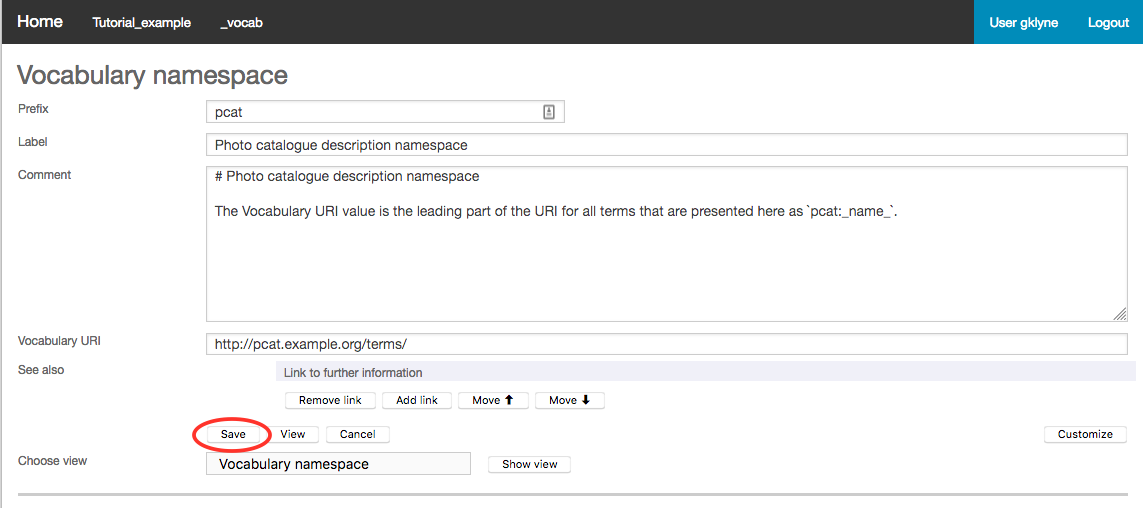 Home Tutorial_example _vocab User gklyne Logout
Vocabulary namespace
Prefix pcat
Label Photo catalogue description namespace
Comment # Photo catalogue description namespace
The Vocabulary URI value is the leading part of the URI for all terms that are presented here as `pcat:_name_`.
Vocabulary URI http://pcat.example.org/terms/
See also Link to further information
Remove link Add link Move ⬆ Move ⬇
Save View Cancel Customize
Choose view Vocabulary namespace Show view